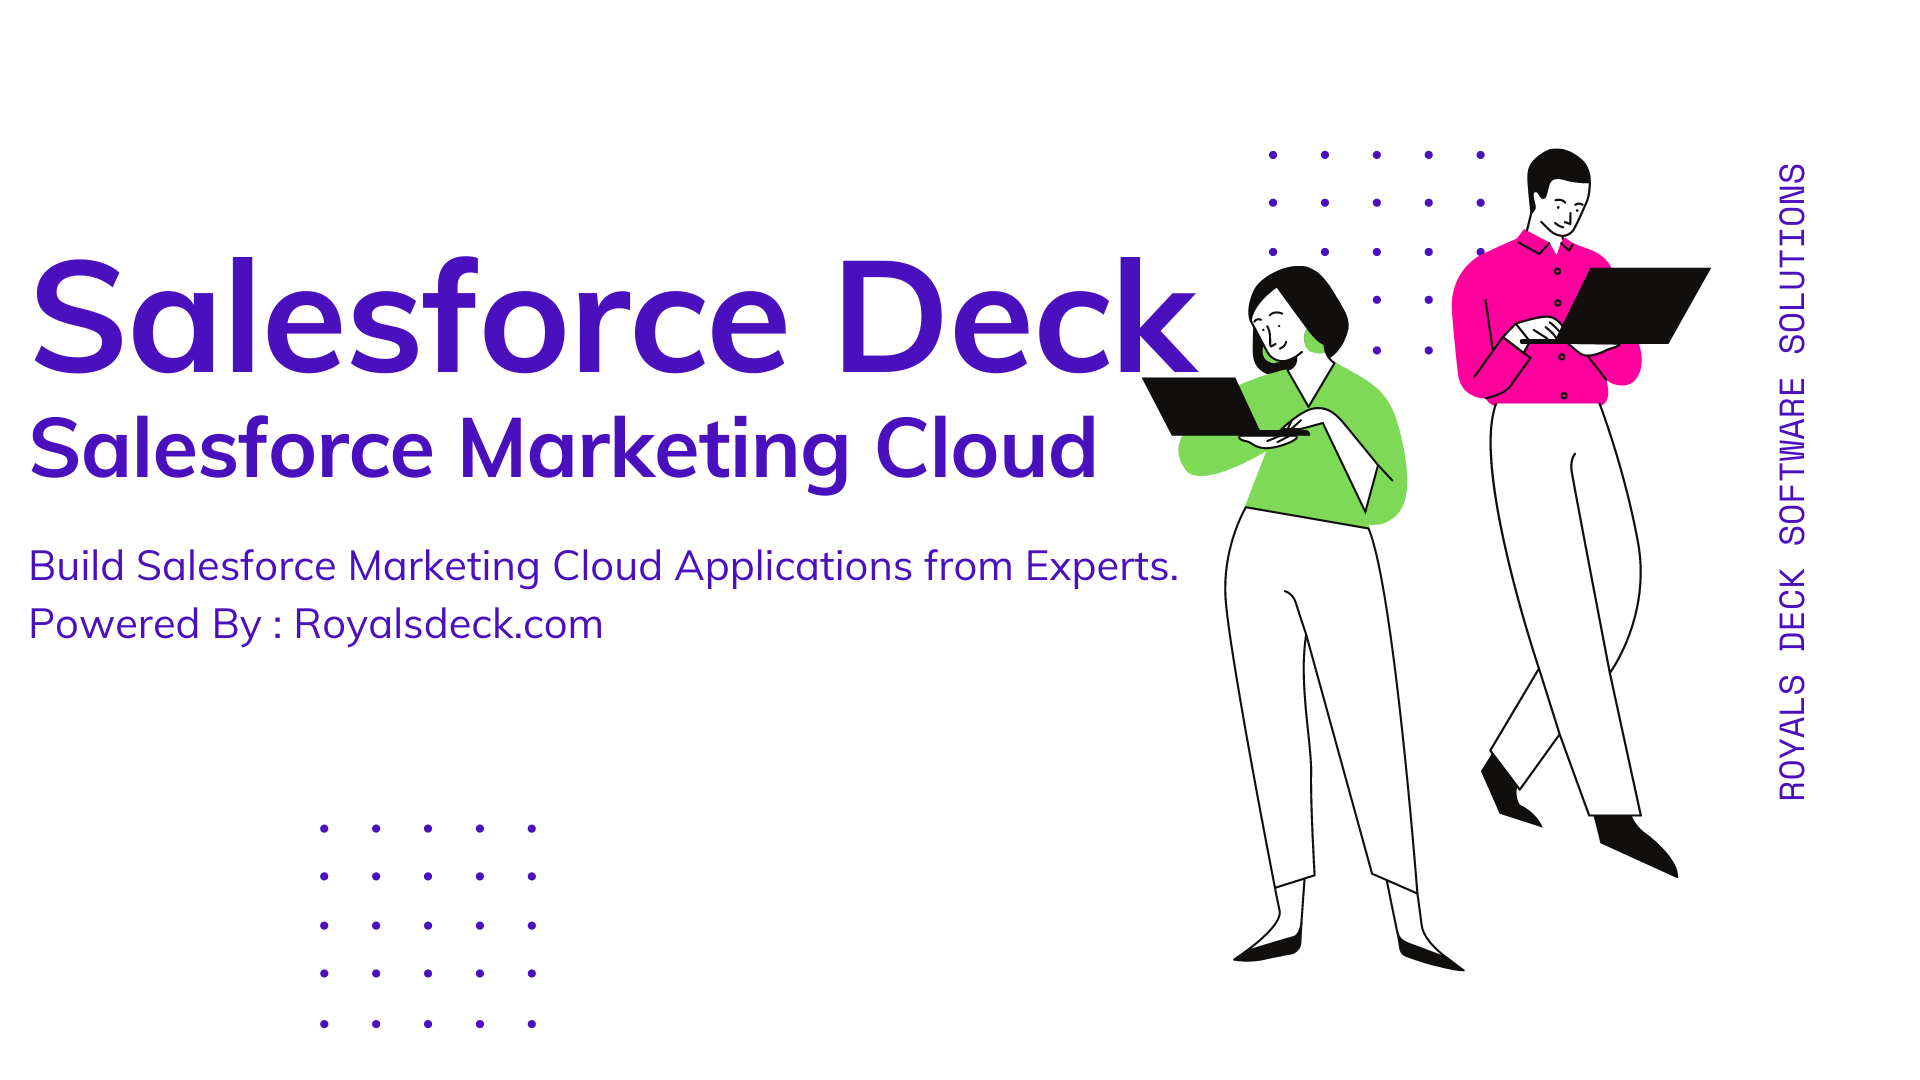 Salesforce Deck
Salesforce Marketing Cloud
Build Salesforce Marketing Cloud Applications from Experts.
Powered By : Royalsdeck.com
ROYALS DECK SOFTWARE SOLUTIONS